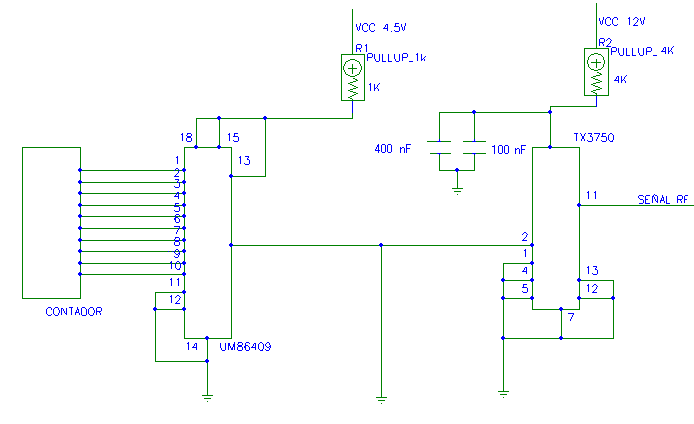 VCC 4.5V
R1
PULLUP_1k
1K
VCC 12V
R2
PULLUP_ 4K
4K
400 nF
100 nF
TX3750
18
15
13
1
2
3
4
5
6
7
8
9
10
11
12
14
UM86409
CONTADOR
11
SEÑAL RF
2
1
4
5
13
12
7